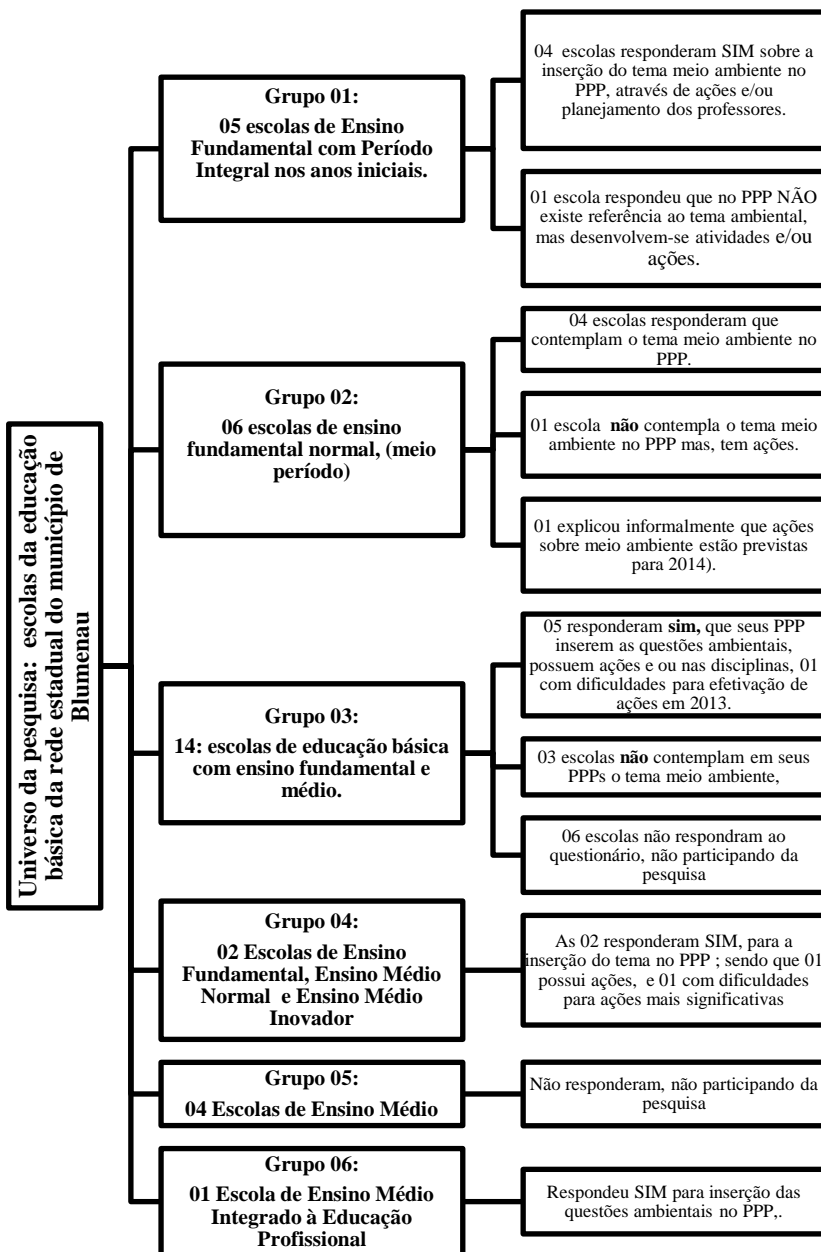 Universo da pesquisa: escolas da educação
básica da rede estadual do município de
Blumenau
Grupo 01:
05 escolas de Ensino
Fundamental com Período
Integral nos anos iniciais.
04 escolas responderam SIM sobre a
inserção do tema meio ambiente no
PPP, através de ações e/ou
planejamento dos professores.
01 escola respondeu que no PPP NÃO
existe referência ao tema ambiental,
mas desenvolvem-se atividades e/ou
ações.
Grupo 02:
06 escolas de ensino
fundamental normal, (meio
período)
04 escolas responderam que
contemplam o tema meio ambiente no
PPP.
01 escola não contempla o tema meio
ambiente no PPP mas, tem ações.
01 explicou informalmente que ações
sobre meio ambiente estão previstas
para 2014).
Grupo 03:
14: escolas de educação básica
com ensino fundamental e
médio.
05 responderam sim, que seus PPP
inserem as questões ambientais,
possuem ações e ou nas disciplinas, 01
com dificuldades para efetivação de
ações em 2013.
03 escolas não contemplam em seus
PPPs o tema meio ambiente,
06 escolas não respondram ao
questionário, não participando da
pesquisa
Grupo 04:
02 Escolas de Ensino
Fundamental, Ensino Médio
Normal e Ensino Médio
Inovador
As 02 responderam SIM, para a
inserção do tema no PPP ; sendo que 01
possui ações, e 01 com dificuldades
para ações mais significativas
Grupo 05:
04 Escolas de Ensino Médio
Não responderam, não participando da
pesquisa
Grupo 06:
01 Escola de Ensino Médio
Integrado à Educação
Profissional
Respondeu SIM para inserção das
questões ambientais no PPP,.